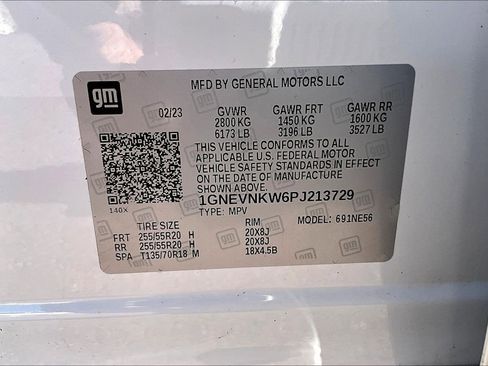 gm
MFD BY GENERAL MOTORS LLC
02/23 GVWR GAWR FRT GAWR RR
2800 KG 1450 KG 1600 KG
6173 LB 3196 LB 3527 LB
THIS VEHICLE CONFORMS TO ALL
APPLICABLE U.S. FEDERAL MOTOR
VEHICLE SAFETY STANDARDS IN EFFECT
ON THE DATE OF MANUFACTURE
SHOWN ABOVE.
1GNEVNKW6PJ213729
140X TYPE: MPV MODEL: 691NE56
TIRE SIZE RIM
FRT 255/55R20 H 20X8J
RR 255/55R20 H 20X8J
SPA T135/70R18 M 18X4.5B